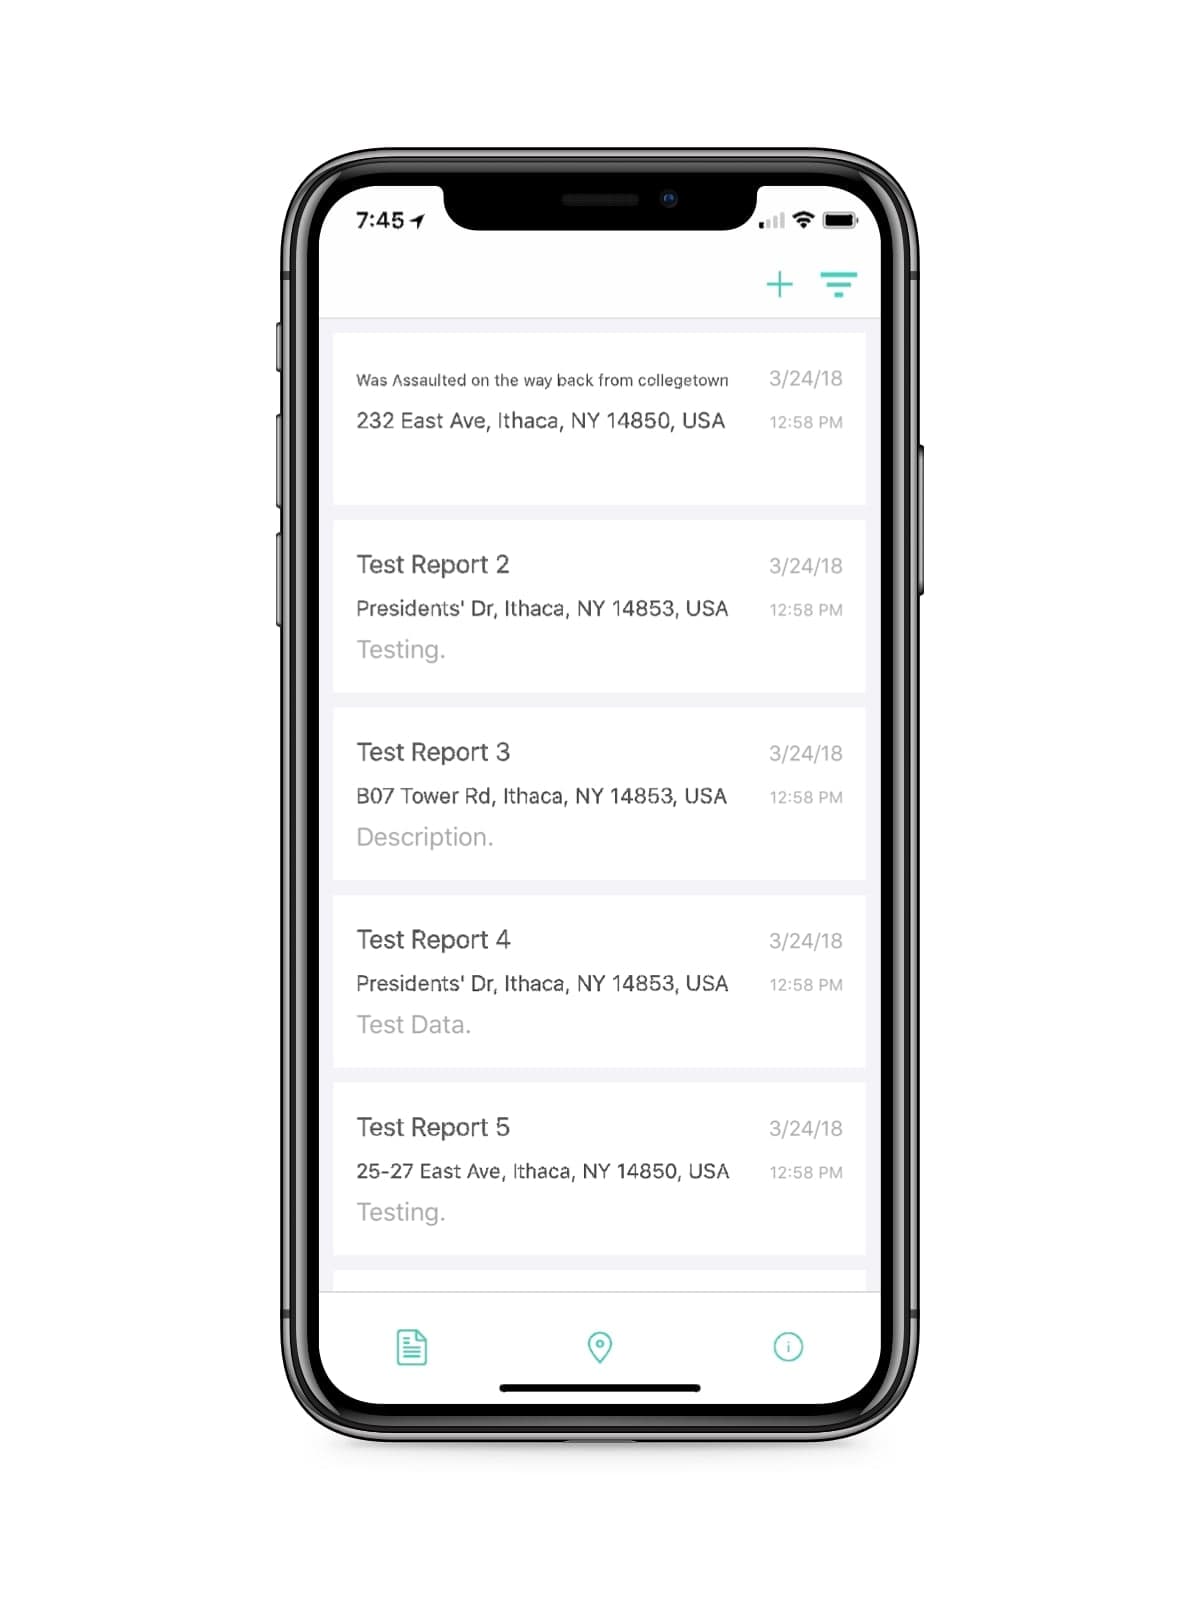 7:45
Was Assaulted on the way back from collegetown 3/24/18
232 East Ave, Ithaca, NY 14850, USA 12:58 PM
Test Report 2 3/24/18
Presidents' Dr, Ithaca, NY 14853, USA 12:58 PM
Testing.
Test Report 3 3/24/18
B07 Tower Rd, Ithaca, NY 14853, USA 12:58 PM
Description.
Test Report 4 3/24/18
Presidents' Dr, Ithaca, NY 14853, USA 12:58 PM
Test Data.
Test Report 5 3/24/18
25-27 East Ave, Ithaca, NY 14850, USA 12:58 PM
Testing.